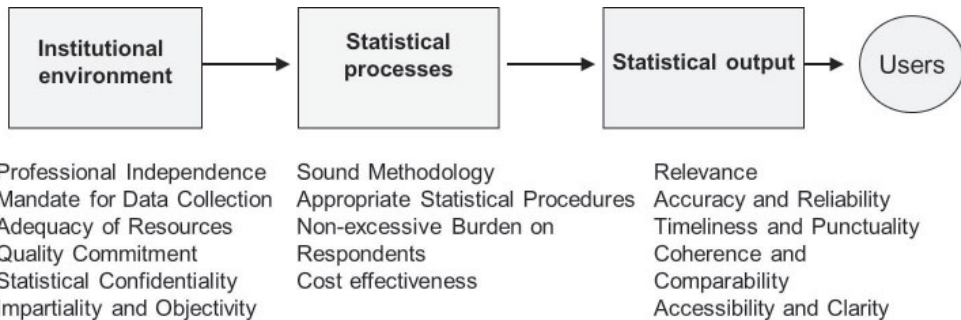 Institutional
environment
Statistical
processes
Statistical output
Users
Professional Independence
Mandate for Data Collection
Adequacy of Resources
Quality Commitment
Statistical Confidentiality
Impartiality and Objectivity
Sound Methodology
Appropriate Statistical Procedures
Non-excessive Burden on
Respondents
Cost effectiveness
Relevance
Accuracy and Reliability
Timeliness and Punctuality
Coherence and
Comparability
Accessibility and Clarity